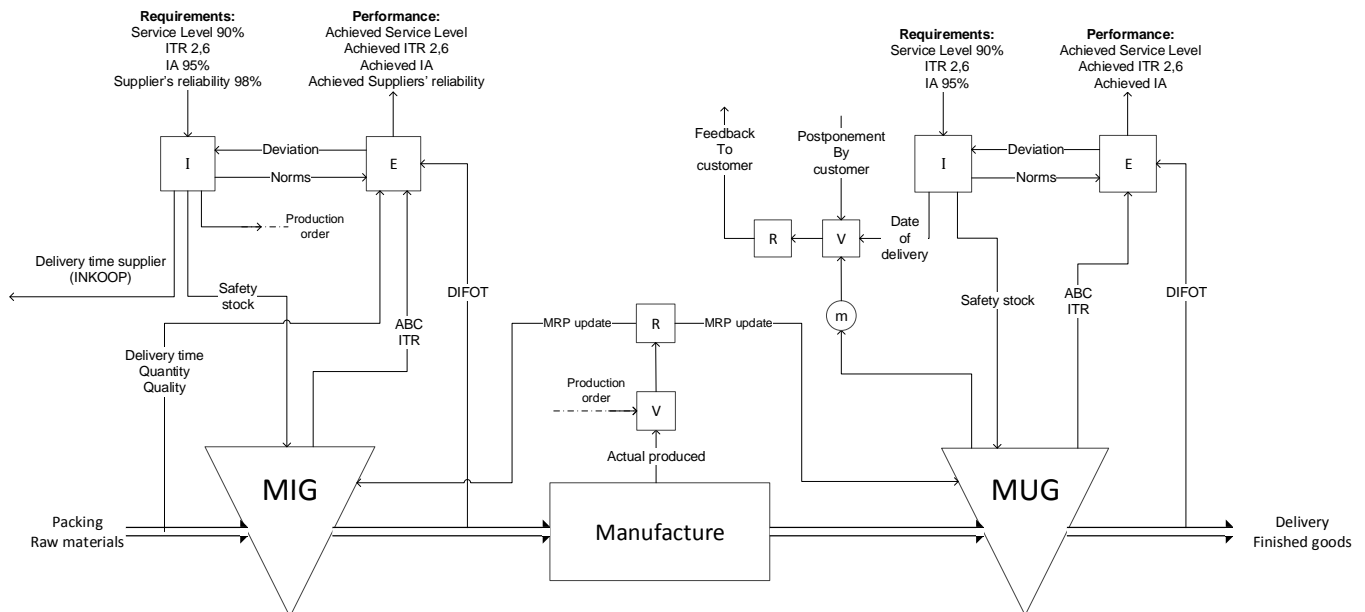 Requirements:
Service Level 90%
ITR 2,6
IA 95%
Supplier's reliability 98%
Performance:
Achieved Service Level
Achieved ITR 2,6
Achieved IA
Achieved Suppliers' reliability
Requirements:
Service Level 90%
ITR 2,6
IA 95%
Performance:
Achieved Service Level
Achieved ITR 2,6
Achieved IA
I
Deviation
Norms
E
Production
order
Delivery time supplier
(INKOOP)
Safety
stock
DIFOT
ABC
ITR
Delivery time
Quantity
Quality
Feedback
To
customer
Postponement
By
customer
R
V
Date
of
delivery
m
I
Deviation
Norms
E
Safety stock
ABC
ITR
DIFOT
MRP update
R
MRP update
Production
order
V
Actual produced
MIG
Manufacture
MUG
Packing
Raw materials
Delivery
Finished goods